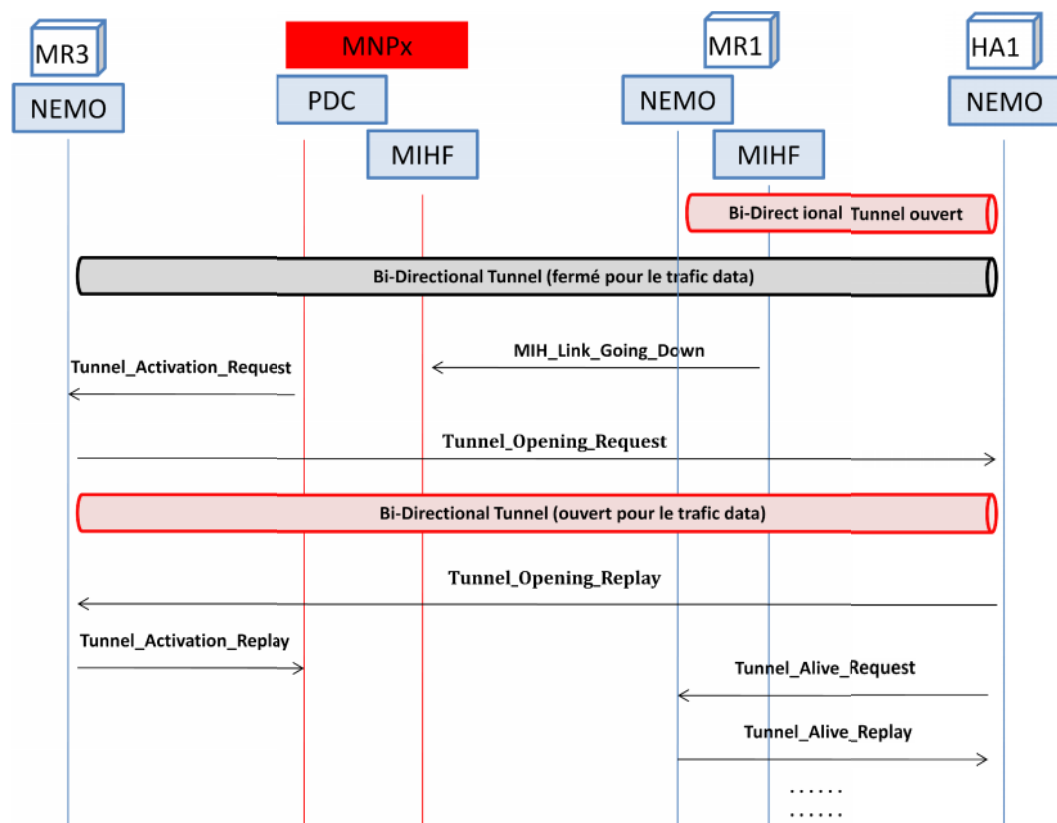 MR3
MNPx
MR1
HA1
NEMO
PDC
NEMO
NEMO
MIHF
MIHF
Bi-Direct ional Tunnel ouvert
Bi-Directional Tunnel (fermé pour le trafic data)
MIH_Link_Going_Down
Tunnel_Activation_Request
Tunnel_Opening_Request
Bi-Directional Tunnel (ouvert pour le trafic data)
Tunnel_Opening_Replay
Tunnel_Activation_Replay
Tunnel_Alive_Request
Tunnel_Alive_Replay
......
......